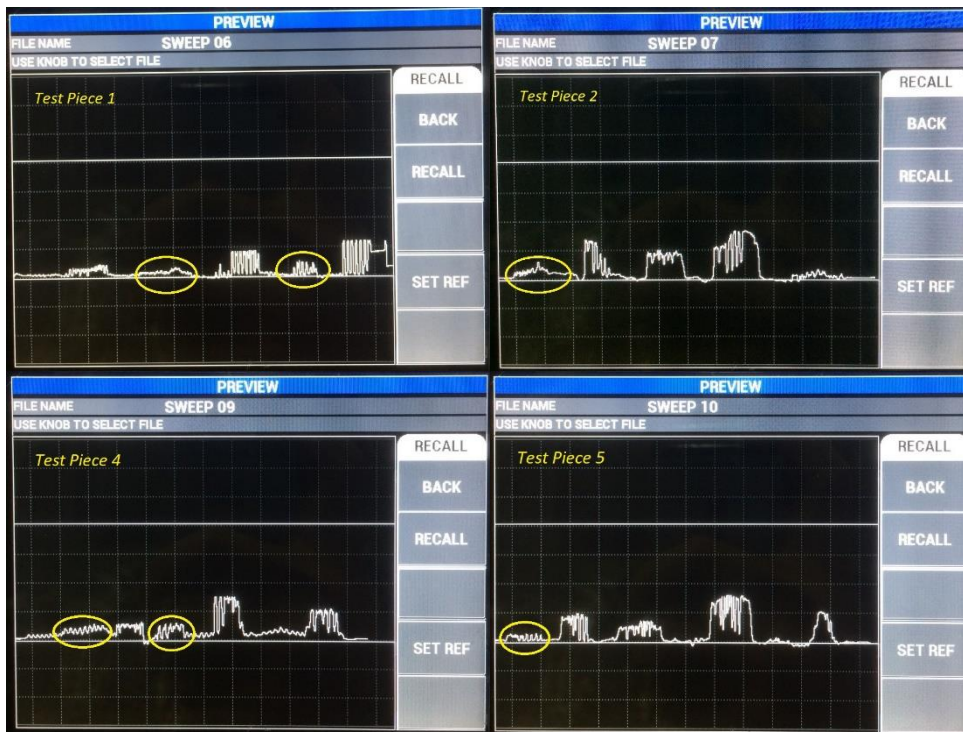 PREVIEW
FILE NAME SWEEP 06
USE KNOB TO SELECT FILE
Test Piece 1
RECALL
BACK
RECALL
SET REF
PREVIEW
FILE NAME SWEEP 07
USE KNOB TO SELECT FILE
Test Piece 2
RECALL
BACK
RECALL
SET REF
PREVIEW
FILE NAME SWEEP 09
USE KNOB TO SELECT FILE
Test Piece 4
RECALL
BACK
RECALL
SET REF
PREVIEW
FILE NAME SWEEP 10
USE KNOB TO SELECT FILE
Test Piece 5
RECALL
BACK
RECALL
SET REF